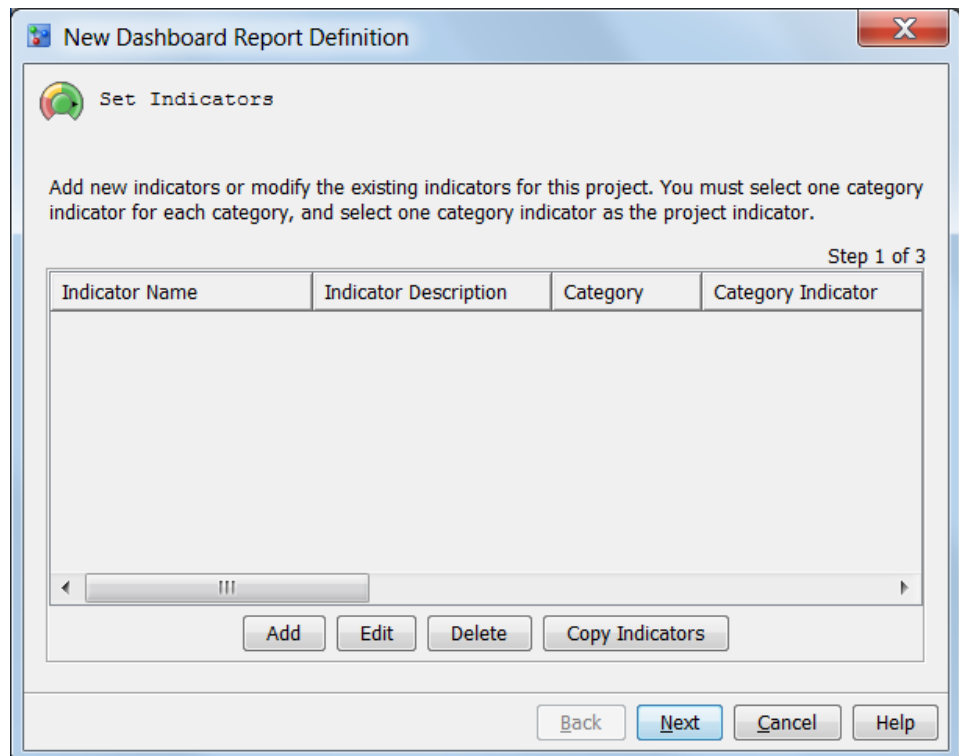 New Dashboard Report Definition
Set Indicators
Add new indicators or modify the existing indicators for this project. You must select one category
indicator for each category, and select one category indicator as the project indicator.
Step 1 of 3
Indicator Name Indicator Description Category Category Indicator
Add Edit Delete Copy Indicators
Back Next Cancel Help